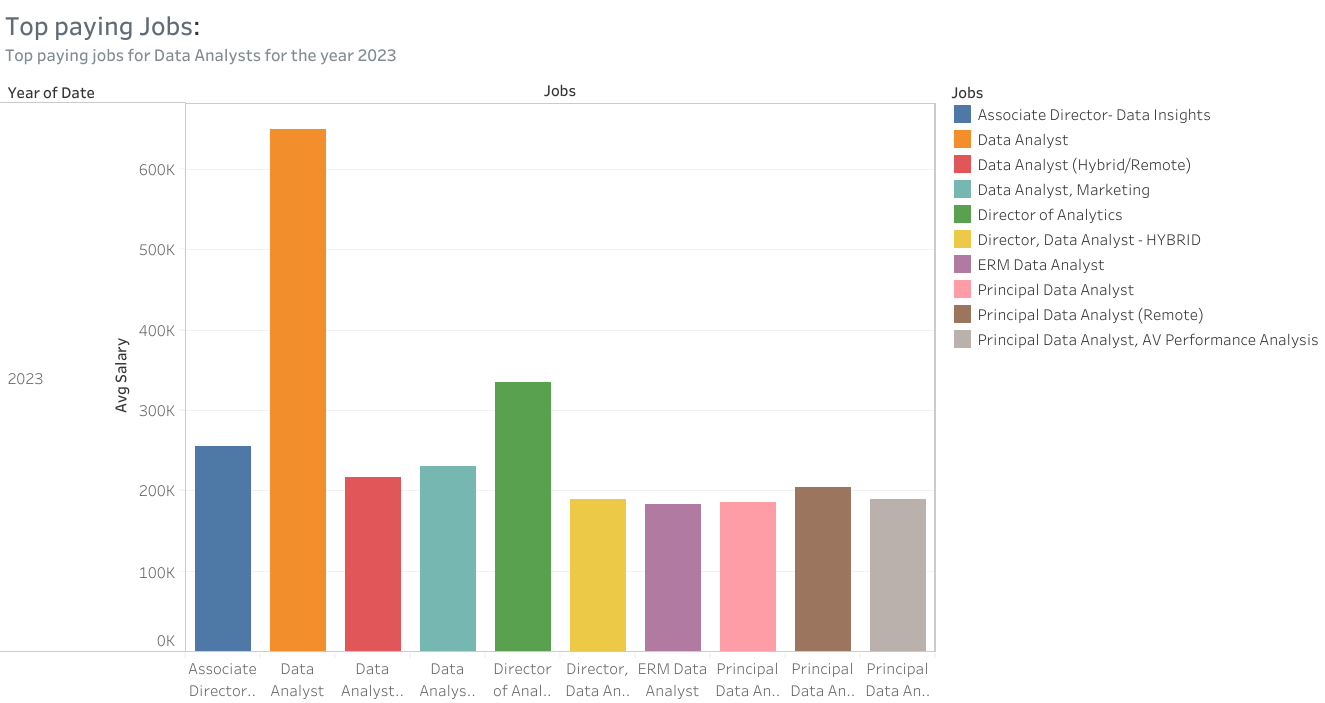 Top paying Jobs:
Top paying jobs for Data Analysts for the year 2023
Year of Date
Jobs
600K
500K
400K
300K
200K
100K
0K
Avg Salary
2023
Associate
Director..
Data
Analyst
Data
Analyst..
Data
Analys..
Director
of Anal..
Director,
Data An..
ERM Data
Analyst
Principal
Data An..
Principal
Data An..
Principal
Data An..
Jobs
Associate Director- Data Insights
Data Analyst
Data Analyst (Hybrid/Remote)
Data Analyst, Marketing
Director of Analytics
Director, Data Analyst - HYBRID
ERM Data Analyst
Principal Data Analyst
Principal Data Analyst (Remote)
Principal Data Analyst, AV Performance Analysis